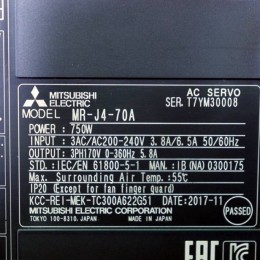 MITSUBISHI
ELECTRIC
AC SERVO
SER. T7YM30008
MODEL MR-J4-70A
POWER : 750W
INPUT : 3AC/AC200-240V 3.8A/6.5A 50/60Hz
OUTPUT : 3PH170V 0-360Hz 5.8A
STD. : IEC/EN 61800-5-1 MAN. : IB(NA) 0300175
Max. Surrounding Air Temp. : 55℃
IP20 (Except for fan finger guard)
KCC-REI-MEK-TC300A622G51 DATE : 2017-11
MITSUBISHI ELECTRIC CORPORATION
TOKYO 100-8310, JAPAN MADE IN JAPAN
PASSED
EAC